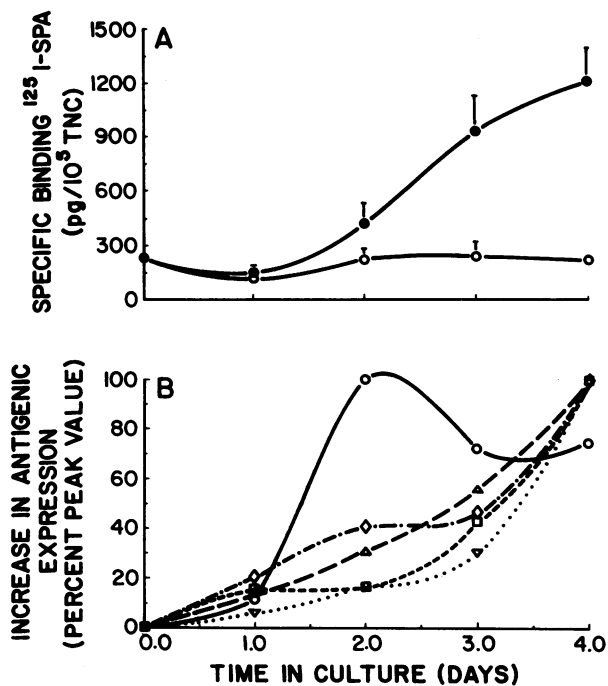 A
1500
1200
900
600
300
0
SPECIFIC BINDING 125 I-SPA
(pg/10⁵ TNC)
B
100
80
60
40
20
0
INCREASE IN ANTIGENIC
EXPRESSION
(PERCENT PEAK VALUE)
0.0 1.0 2.0 3.0 4.0
TIME IN CULTURE (DAYS)